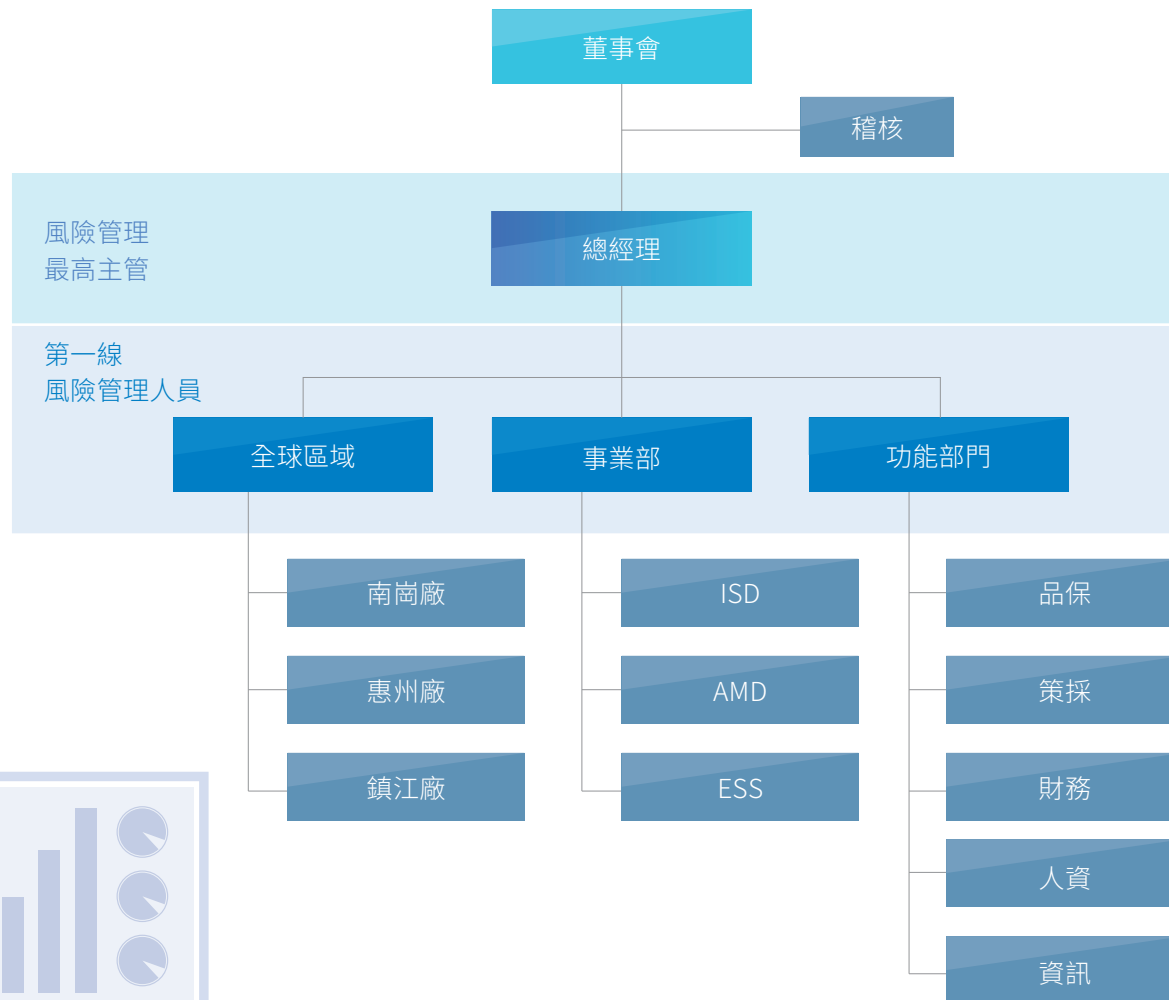 董事會
稽核
風險管理
最高主管
總經理
第一線
風險管理人員
全球區域
事業部
功能部門
南崗廠
ISD
品保
惠州廠
AMD
策採
鎮江廠
ESS
財務
人資
資訊